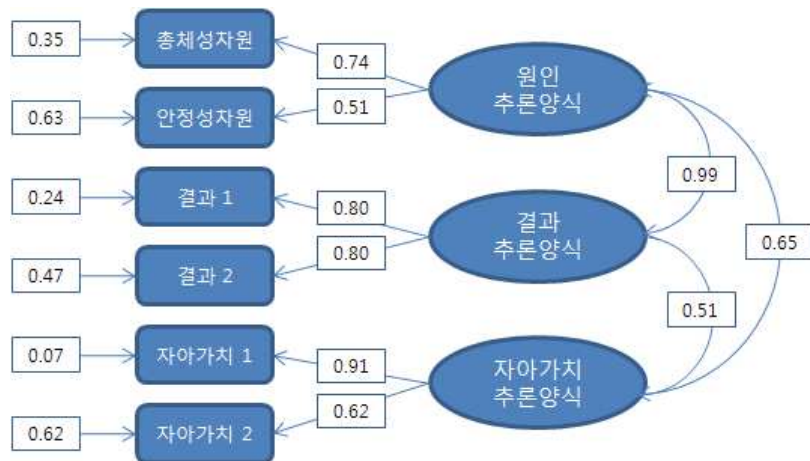 0.35
총체성차원
0.74
원인
추론양식
0.63
안정성차원
0.51
0.24
결과 1
0.80
0.99
결과
추론양식
0.65
0.47
결과 2
0.80
0.51
0.07
자아가치 1
0.91
자아가치
추론양식
0.62
자아가치 2
0.62